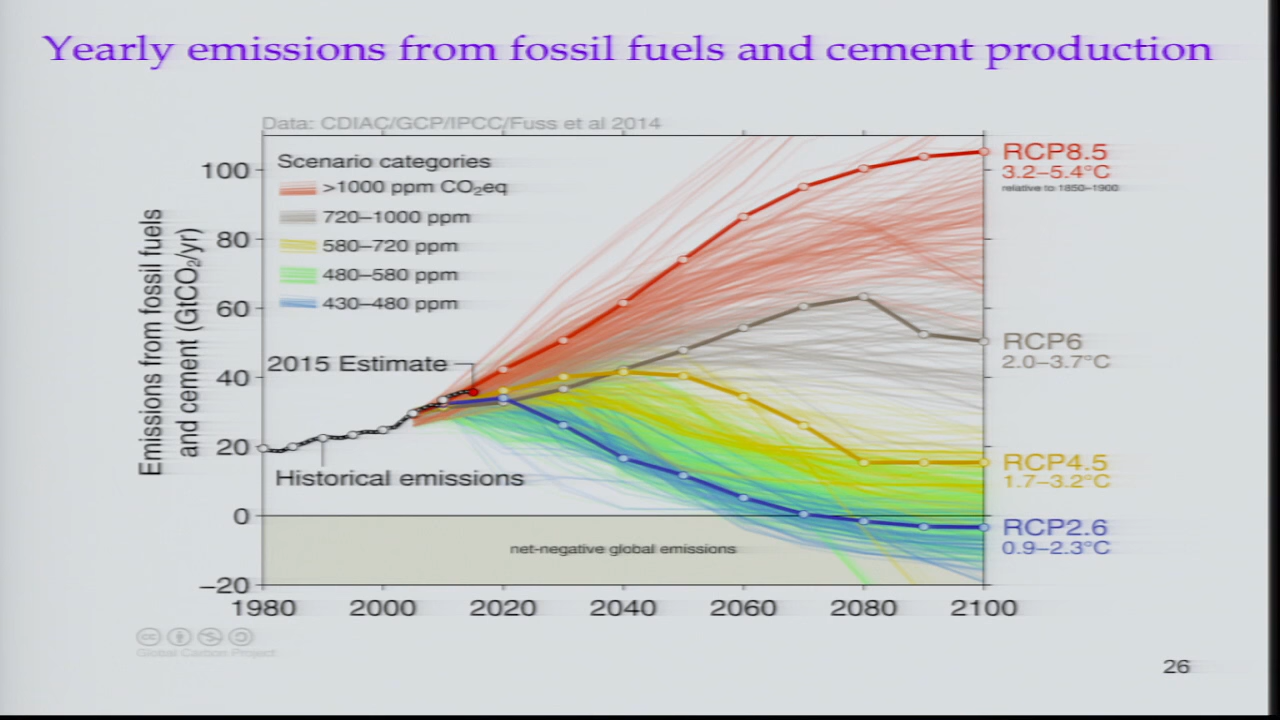 Yearly emissions from fossil fuels and cement production
Data: CDIAC/GCP/IPCC/Fuss et al 2014
Emissions from fossil fuels
and cement (GtCO₂/yr)
100
80
60
40
20
0
−20
Scenario categories
>1000 ppm CO₂eq
720–1000 ppm
580–720 ppm
480–580 ppm
430–480 ppm
2015 Estimate
Historical emissions
net-negative global emissions
RCP8.5
3.2–5.4°C
relative to 1850–1900
RCP6
2.0–3.7°C
RCP4.5
1.7–3.2°C
RCP2.6
0.9–2.3°C
1980 2000 2020 2040 2060 2080 2100
cc
Global Carbon Project
26